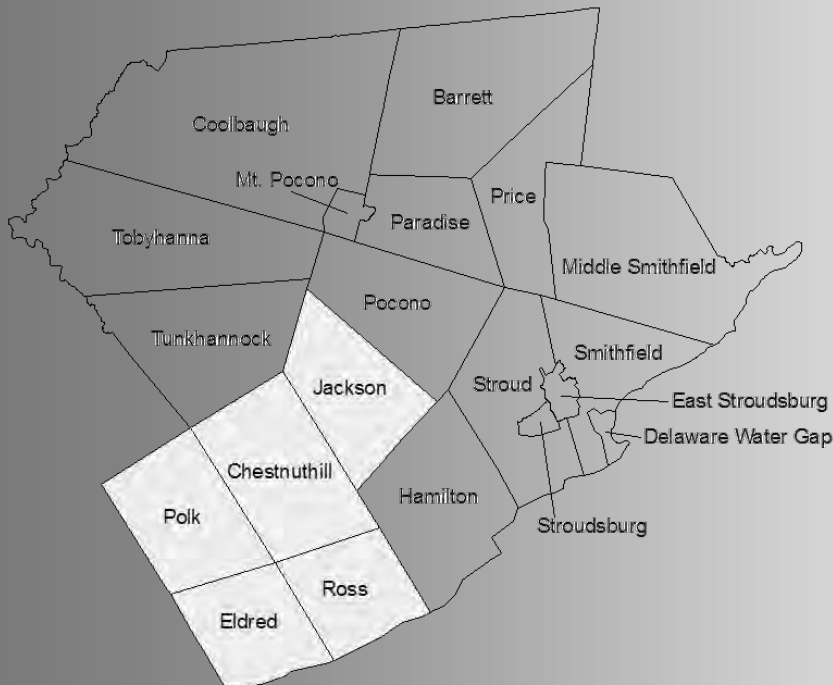 Barrett
Coolbaugh
Mt. Pocono
Price
Paradise
Tobyhanna
Middle Smithfield
Pocono
Tunkhannock
Smithfield
Jackson
Stroud
East Stroudsburg
Delaware Water Gap
Chestnuthill
Hamilton
Polk
Stroudsburg
Ross
Eldred